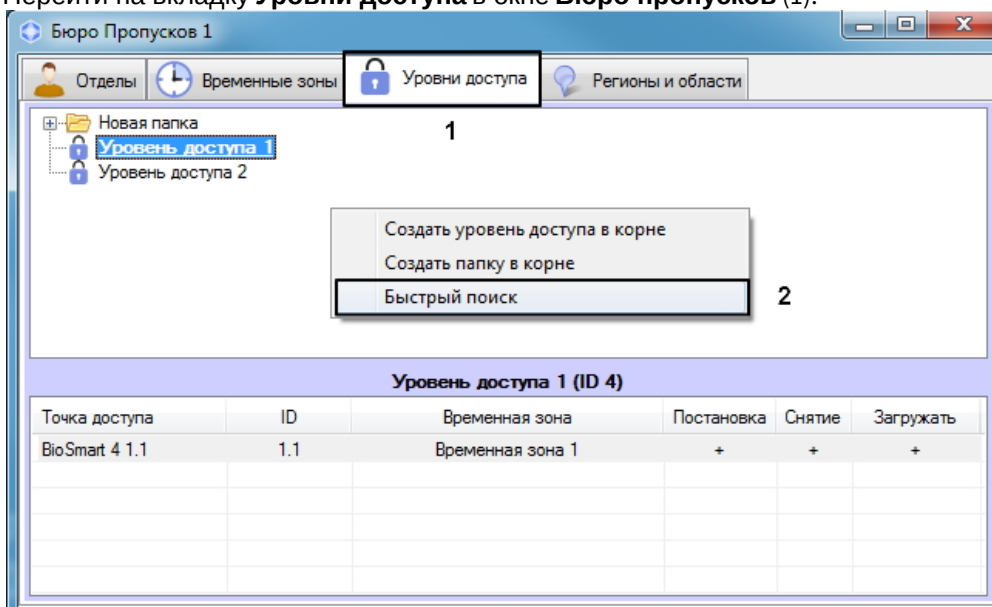 Перейти на вкладку Уровни доступа в окне Бюро пропусков (1).
Бюро Пропусков 1
Отделы Временные зоны Уровни доступа Регионы и области
Новая папка
1
Уровень доступа 1
Уровень доступа 2
Создать уровень доступа в корне
Создать папку в корне
Быстрый поиск 2
Уровень доступа 1 (ID 4)
Точка доступа ID Временная зона Постановка Снятие Загружать
BioSmart 4 1.1 1.1 Временная зона 1 + + +